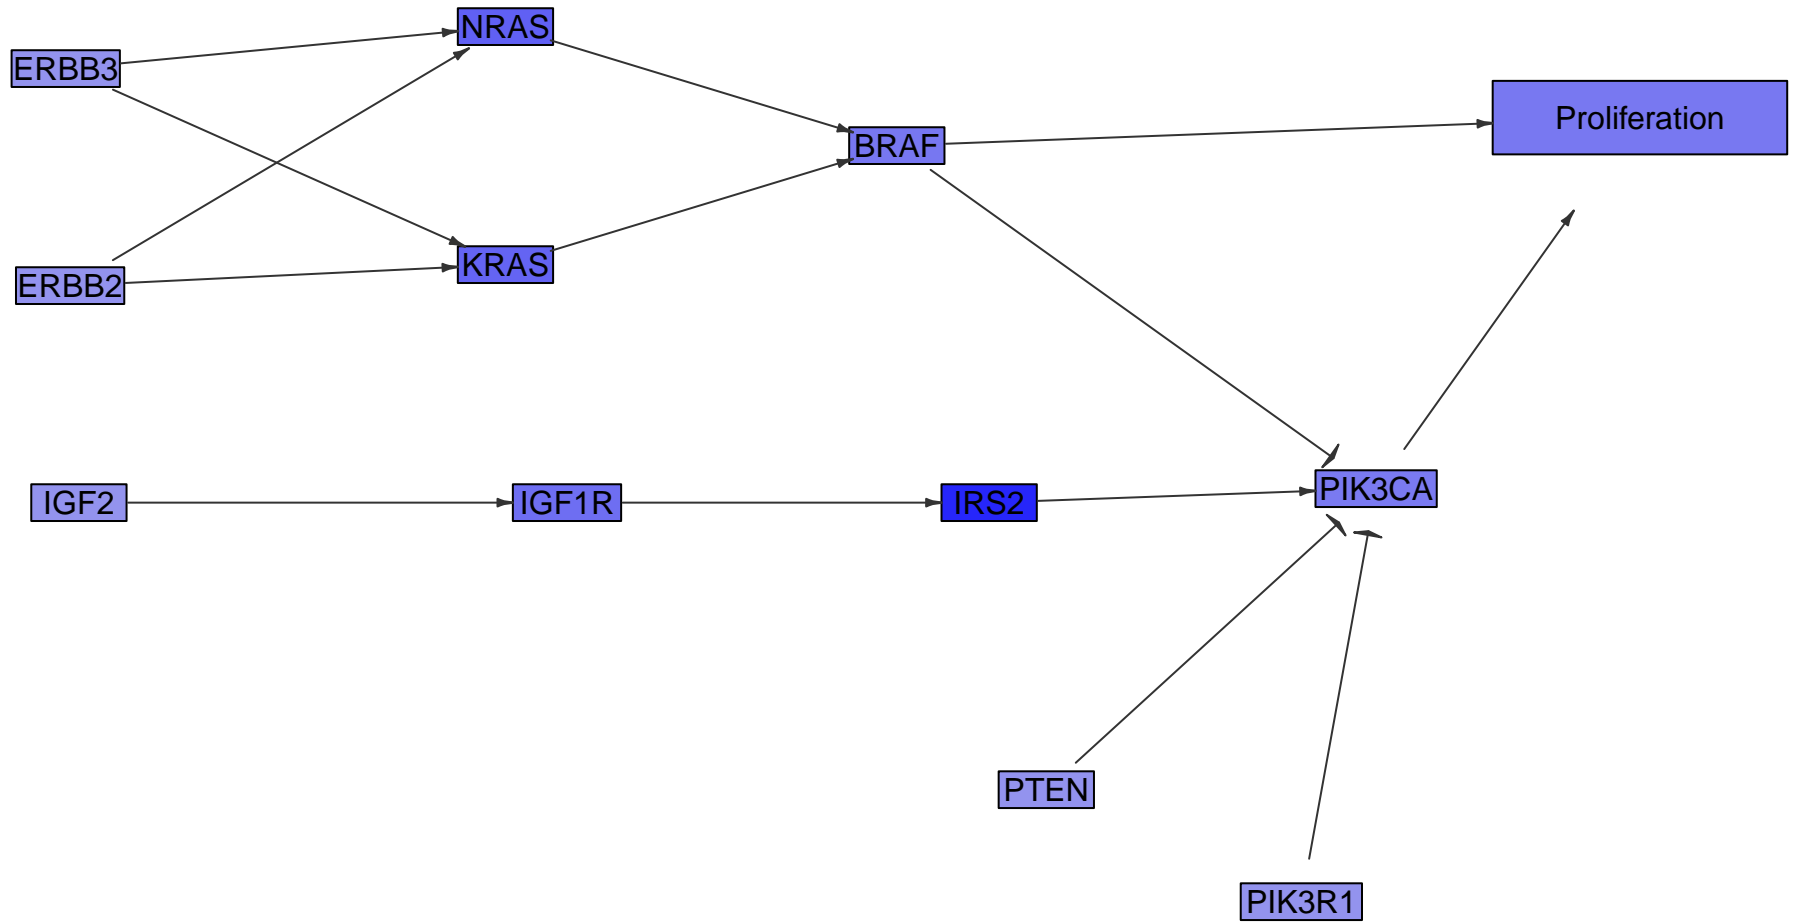 NRAS
ERBB3
Proliferation
BRAF
KRAS
ERBB2
PIK3CA
IGF2
IGF1R
IRS2
PTEN
PIK3R1